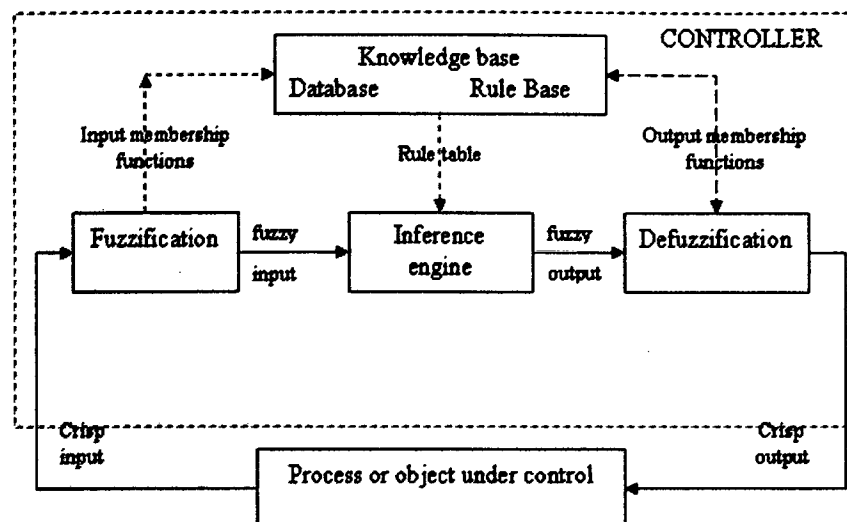 CONTROLLER
Knowledge base
Database Rule Base
Input membership
functions
Rule table
Output membership
functions
Fuzzification
fuzzy
input
Inference
engine
fuzzy
output
Defuzzification
Crisp
input
Process or object under control
Crisp
output